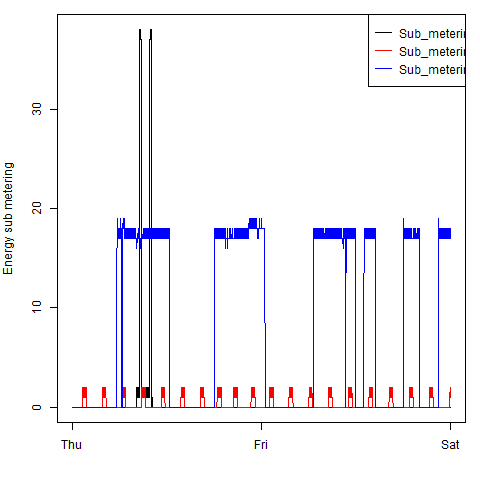 Sub_meterin
Sub_meterin
Sub_meterin
Energy sub metering
0
10
20
30
Thu
Fri
Sat